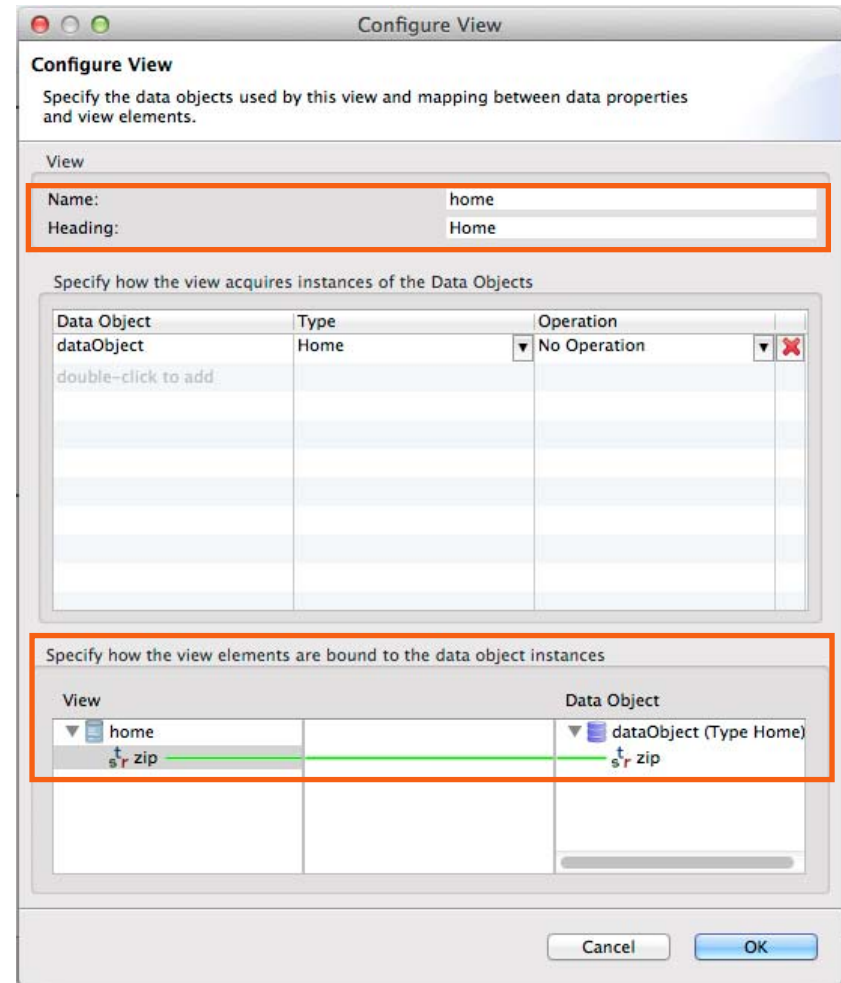 Configure View
Configure View
Specify the data objects used by this view and mapping between data properties
and view elements.
View
Name: home
Heading: Home
Specify how the view acquires instances of the Data Objects
Data Object Type Operation
dataObject Home No Operation
double-click to add
Specify how the view elements are bound to the data object instances
View Data Object
home dataObject (Type Home)
str zip str zip
Cancel OK